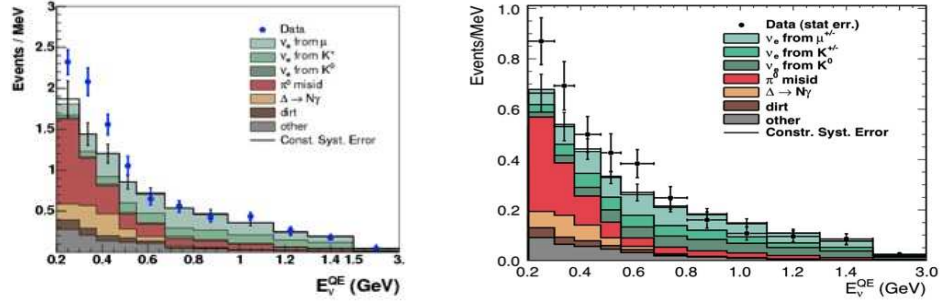 Events / MeV
3
2.5
2
1.5
1
0.5
Data
νe from μ
νe from K+
νe from K0
π0 misid
Δ → Nγ
dirt
other
Const. Syst. Error
0.2 0.4 0.6 0.8 1.0 1.2 1.4 1.5 3.
EνQE (GeV)
Events/MeV
1.0
0.8
0.6
0.4
0.2
0.0
Data (stat err.)
νe from μ+/-
νe from K+/-
νe from K0
π0 misid
Δ → Nγ
dirt
other
Constr. Syst. Error
0.2 0.4 0.6 0.8 1.0 1.2 1.4 3.0
EνQE (GeV)